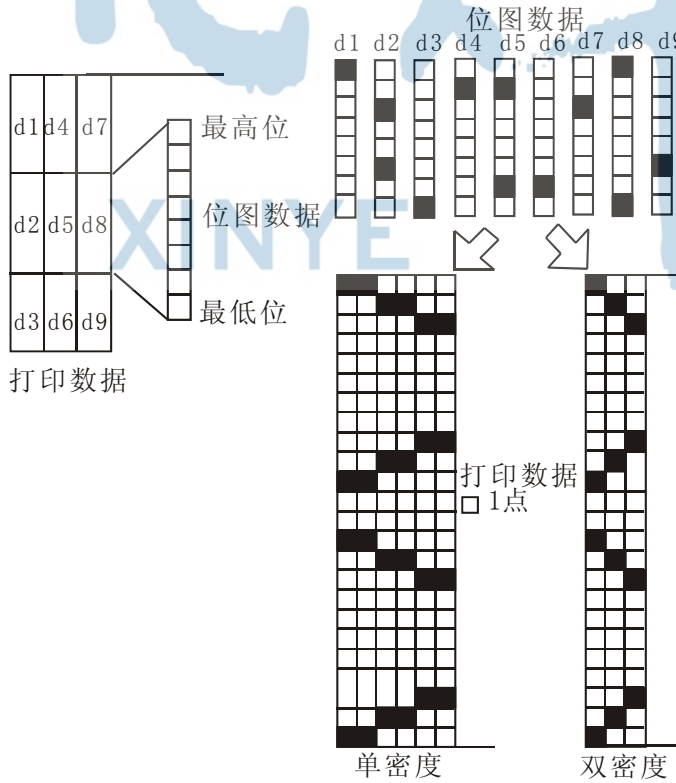 位图数据
d1 d2 d3 d4 d5 d6 d7 d8 d9
d1 d4 d7
最高位
d2 d5 d8
位图数据
XINYE
d3 d6 d9
最低位
打印数据
打印数据
1点
单密度
双密度